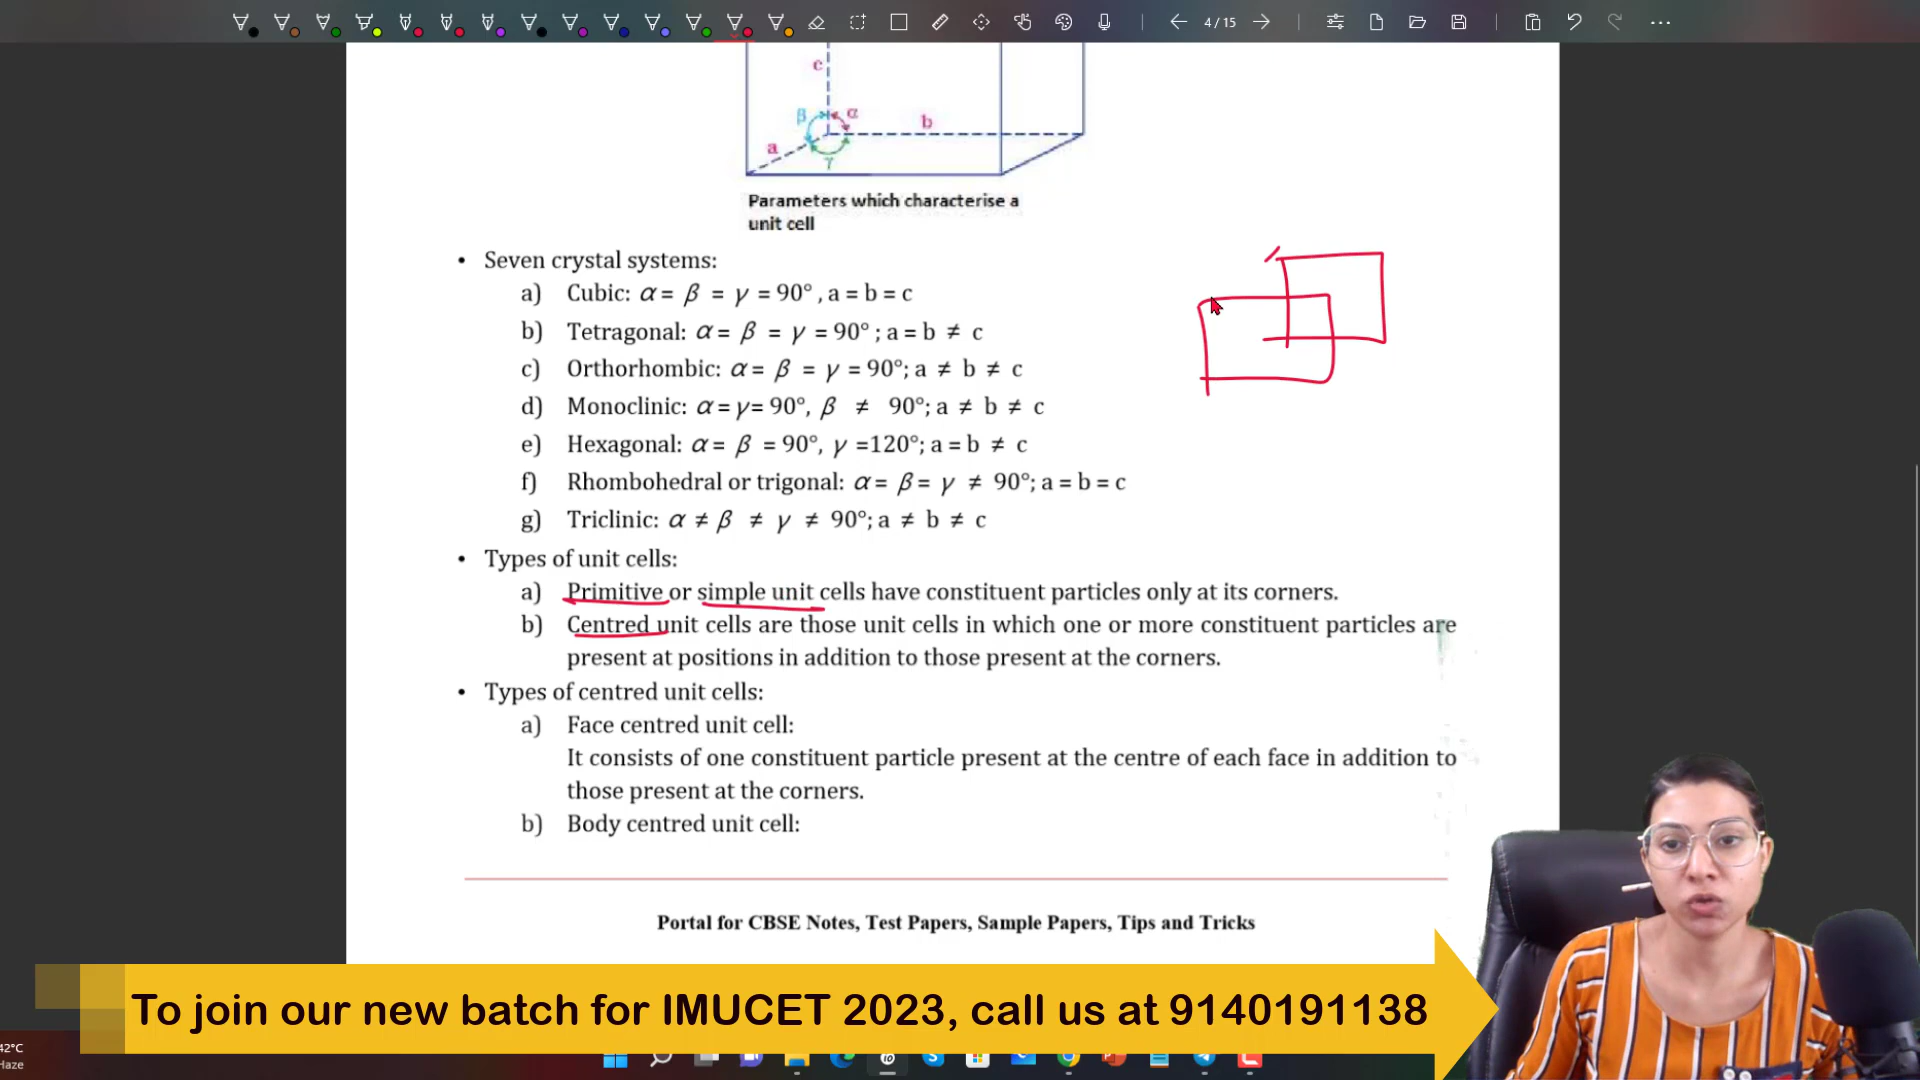 4 / 15
c
β
α
b
a
γ
Parameters which characterise a
unit cell
• Seven crystal systems:
a) Cubic: α = β = γ = 90° , a = b = c
b) Tetragonal: α = β = γ = 90° ; a = b ≠ c
c) Orthorhombic: α = β = γ = 90°; a ≠ b ≠ c
d) Monoclinic: α = γ = 90°, β ≠ 90°; a ≠ b ≠ c
e) Hexagonal: α = β = 90°, γ =120°; a = b ≠ c
f) Rhombohedral or trigonal: α = β = γ ≠ 90°; a = b = c
g) Triclinic: α ≠ β ≠ γ ≠ 90°; a ≠ b ≠ c
• Types of unit cells:
a) Primitive or simple unit cells have constituent particles only at its corners.
b) Centred unit cells are those unit cells in which one or more constituent particles are
present at positions in addition to those present at the corners.
• Types of centred unit cells:
a) Face centred unit cell:
It consists of one constituent particle present at the centre of each face in addition to
those present at the corners.
b) Body centred unit cell:
Portal for CBSE Notes, Test Papers, Sample Papers, Tips and Tricks
To join our new batch for IMUCET 2023, call us at 9140191138
42°C
Haze